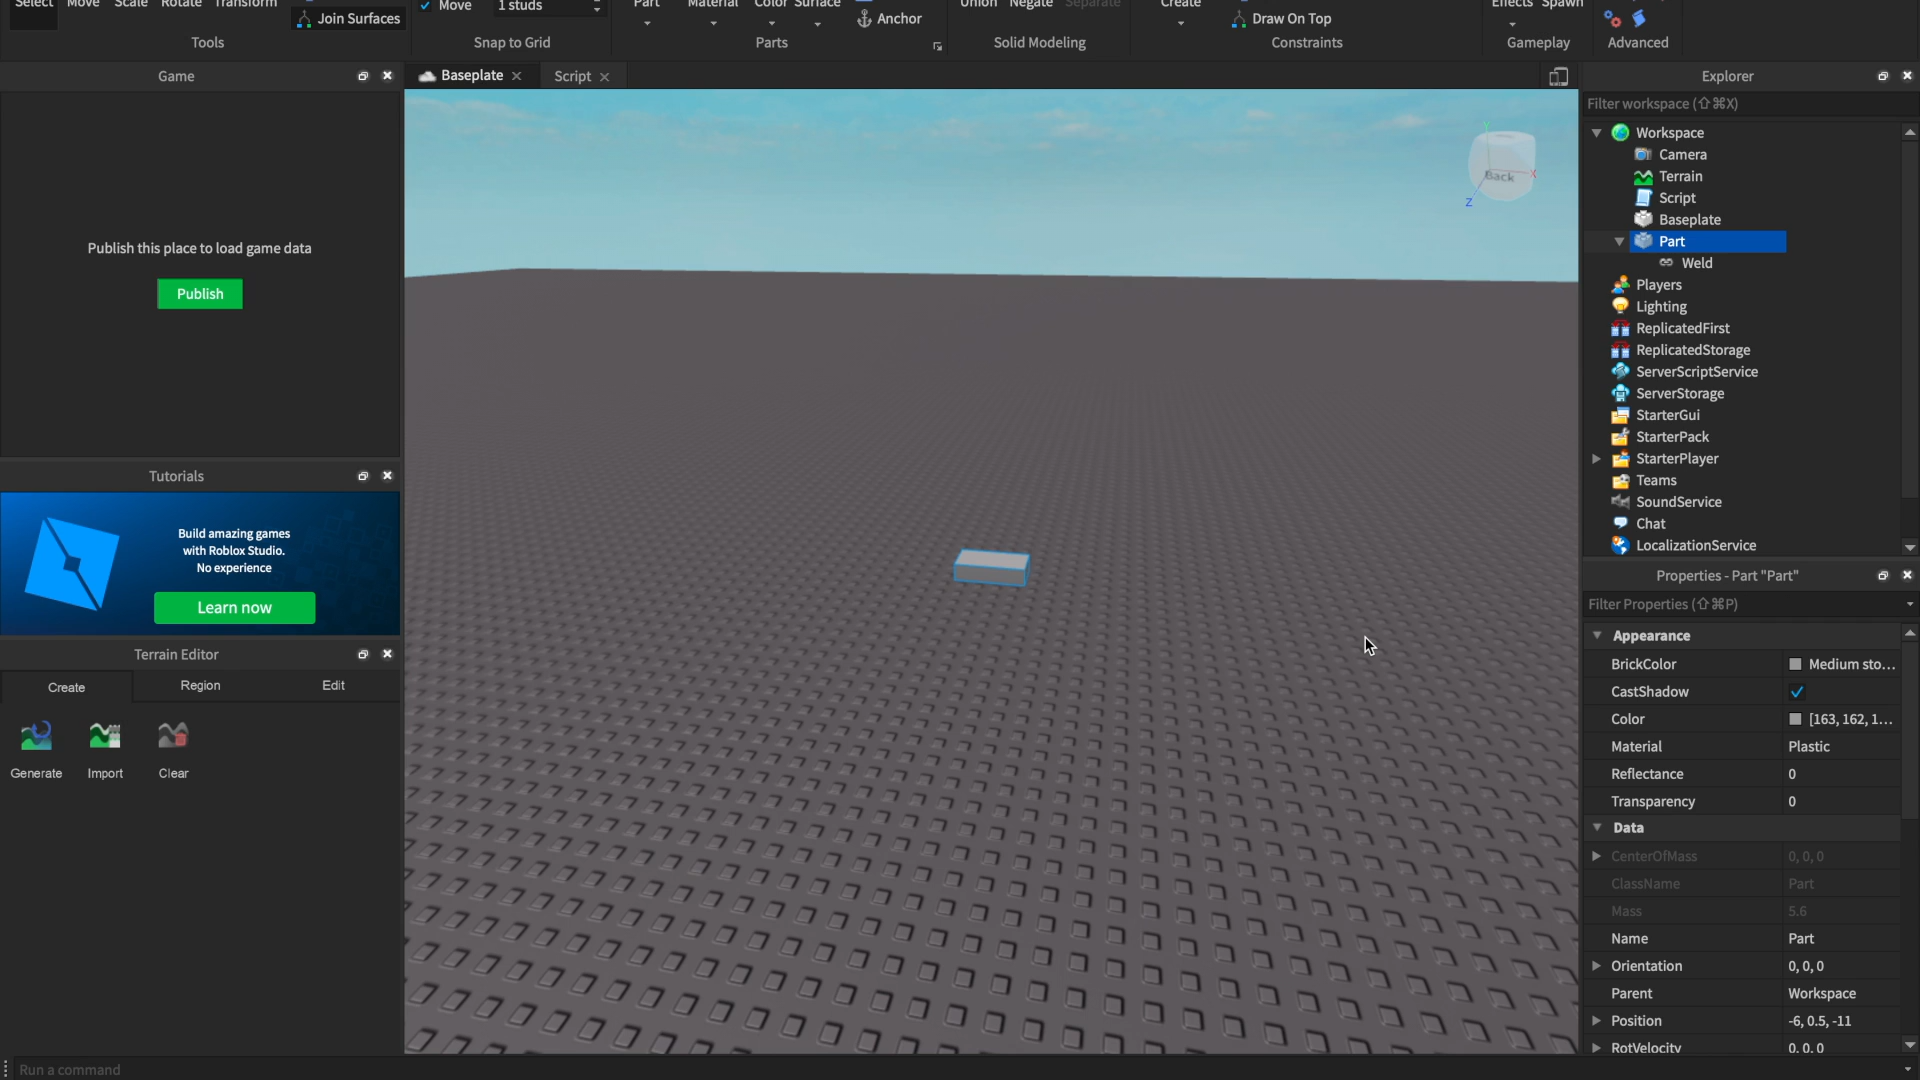 Select Move Scale Rotate Transform
Join Surfaces
Tools
Move 1 studs
Snap to Grid
Part Material Color Surface
Anchor
Parts
Union Negate Separate
Solid Modeling
Create
Draw On Top
Constraints
Effects Spawn
Gameplay
Advanced
Game
Publish this place to load game data
Publish
Tutorials
Build amazing games
with Roblox Studio.
No experience
Learn now
Terrain Editor
Create Region Edit
Generate Import Clear
Baseplate Script
Back
X
Y
Z
Explorer
Filter workspace (⇧⌘X)
Workspace
Camera
Terrain
Script
Baseplate
Part
Weld
Players
Lighting
ReplicatedFirst
ReplicatedStorage
ServerScriptService
ServerStorage
StarterGui
StarterPack
StarterPlayer
Teams
SoundService
Chat
LocalizationService
Properties - Part "Part"
Filter Properties (⇧⌘P)
Appearance
BrickColor Medium sto...
CastShadow
Color [163, 162, 1...
Material Plastic
Reflectance 0
Transparency 0
Data
CenterOfMass 0, 0, 0
ClassName Part
Mass 5.6
Name Part
Orientation 0, 0, 0
Parent Workspace
Position -6, 0.5, -11
RotVelocity 0, 0, 0
Run a command